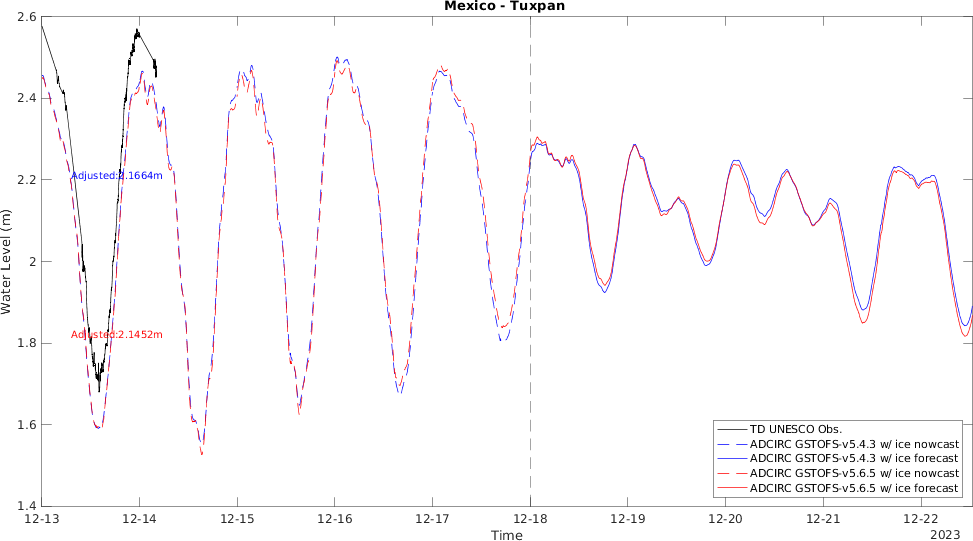 Mexico - Tuxpan
2.6
2.4
2.2
2
1.8
1.6
1.4
Water Level (m)
Adjusted:2.1664m
Adjusted:2.1452m
TD UNESCO Obs.
ADCIRC GSTOFS-v5.4.3 w/ ice nowcast
ADCIRC GSTOFS-v5.4.3 w/ ice forecast
ADCIRC GSTOFS-v5.6.5 w/ ice nowcast
ADCIRC GSTOFS-v5.6.5 w/ ice forecast
12-13 12-14 12-15 12-16 12-17 12-18 12-19 12-20 12-21 12-22
Time
2023